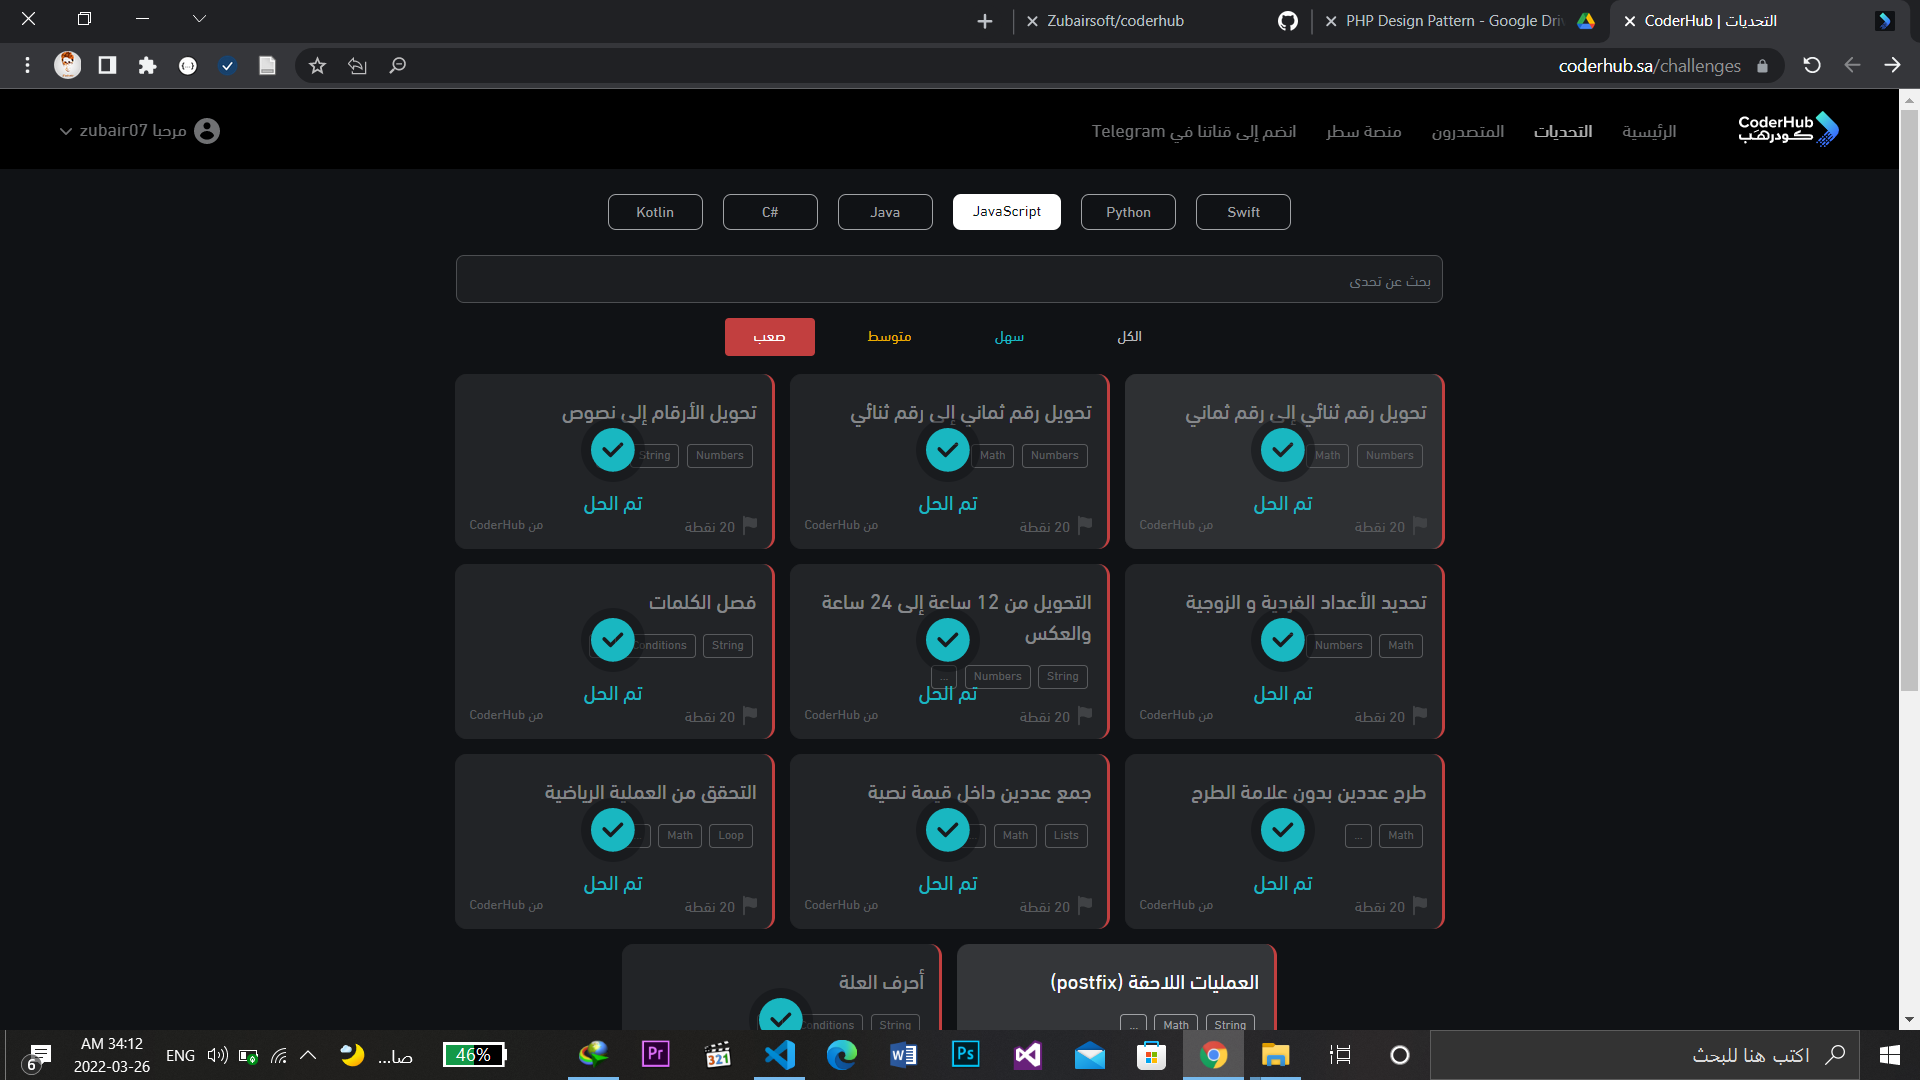 التحديات | CoderHub
PHP Design Pattern - Google Dri
Zubairsoft/coderhub
coderhub.sa/challenges
CoderHub
كودرهب
الرئيسية
التحديات
المتصدرون
منصة سطر
انضم إلى قناتنا في Telegram
مرحبا zubair07
Swift
Python
JavaScript
Java
C#
Kotlin
بحث عن تحدى
الكل
سهل
متوسط
صعب
تحويل رقم ثنائي إلى رقم ثماني
Numbers
Math
تم الحل
20 نقطة
من CoderHub
تحويل رقم ثماني إلى رقم ثنائي
Numbers
Math
تم الحل
20 نقطة
من CoderHub
تحويل الأرقام إلى نصوص
Numbers
String
تم الحل
20 نقطة
من CoderHub
تحديد الأعداد الفردية و الزوجية
Math
Numbers
تم الحل
20 نقطة
من CoderHub
التحويل من 12 ساعة إلى 24 ساعة
والعكس
String
Numbers
...
تم الحل
20 نقطة
من CoderHub
فصل الكلمات
String
onditions
تم الحل
20 نقطة
من CoderHub
طرح عددين بدون علامة الطرح
Math
...
تم الحل
20 نقطة
من CoderHub
جمع عددين داخل قيمة نصية
Lists
Math
تم الحل
20 نقطة
من CoderHub
التحقق من العملية الرياضية
Loop
Math
تم الحل
20 نقطة
من CoderHub
العمليات اللاحقة (postfix)
String
Math
...
أحرف العلة
String
onditions
اكتب هنا للبحث
Ps
Pr
321
46%
صا...
ENG
AM 34:12
2022-03-26
6